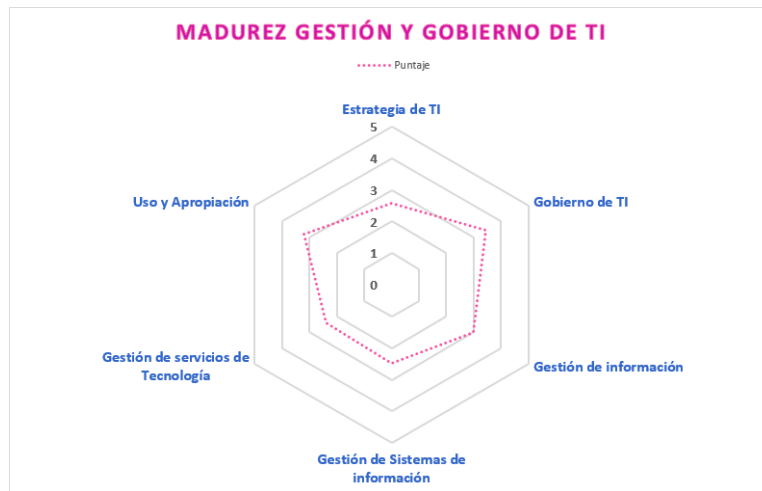 MADUREZ GESTIÓN Y GOBIERNO DE TI
Puntaje
Estrategia de TI
5
4
3
2
1
0
Uso y Apropiación
Gobierno de TI
Gestión de servicios de
Tecnología
Gestión de información
Gestión de Sistemas de
información